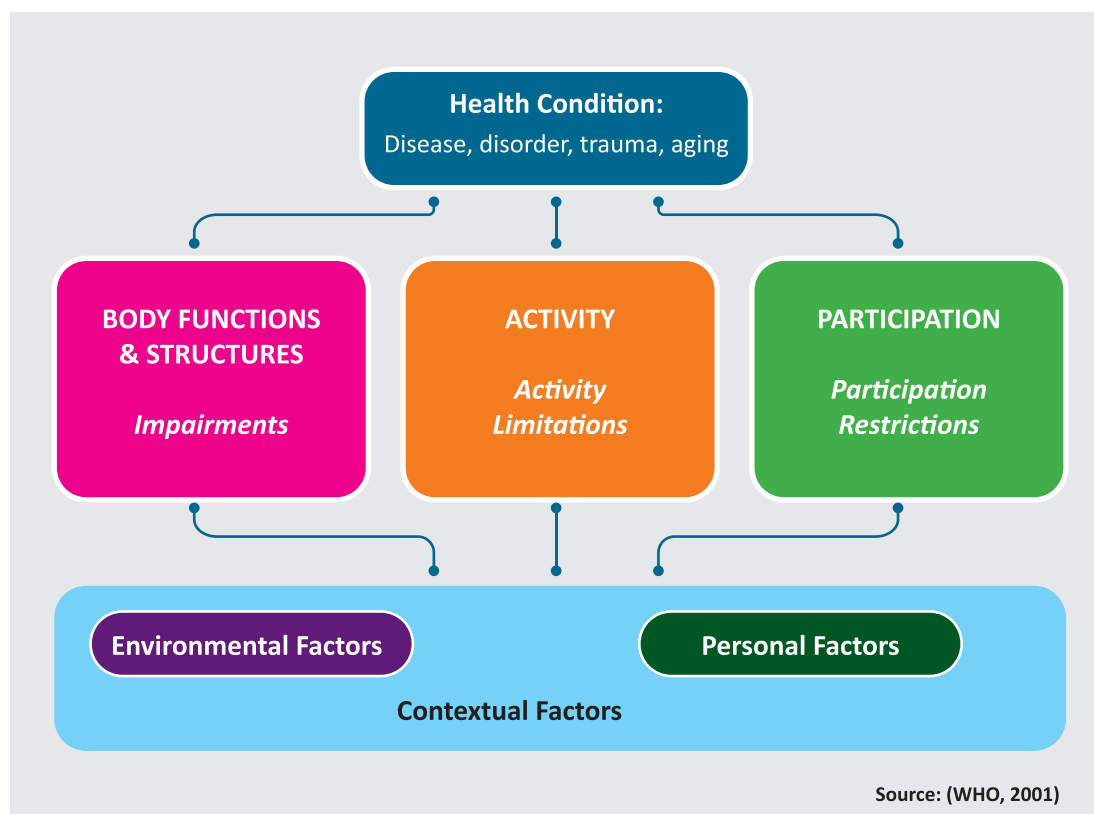 Health Condition:
Disease, disorder, trauma, aging
BODY FUNCTIONS
& STRUCTURES
Impairments
ACTIVITY
Activity
Limitations
PARTICIPATION
Participation
Restrictions
Environmental Factors
Personal Factors
Contextual Factors
Source: (WHO, 2001)